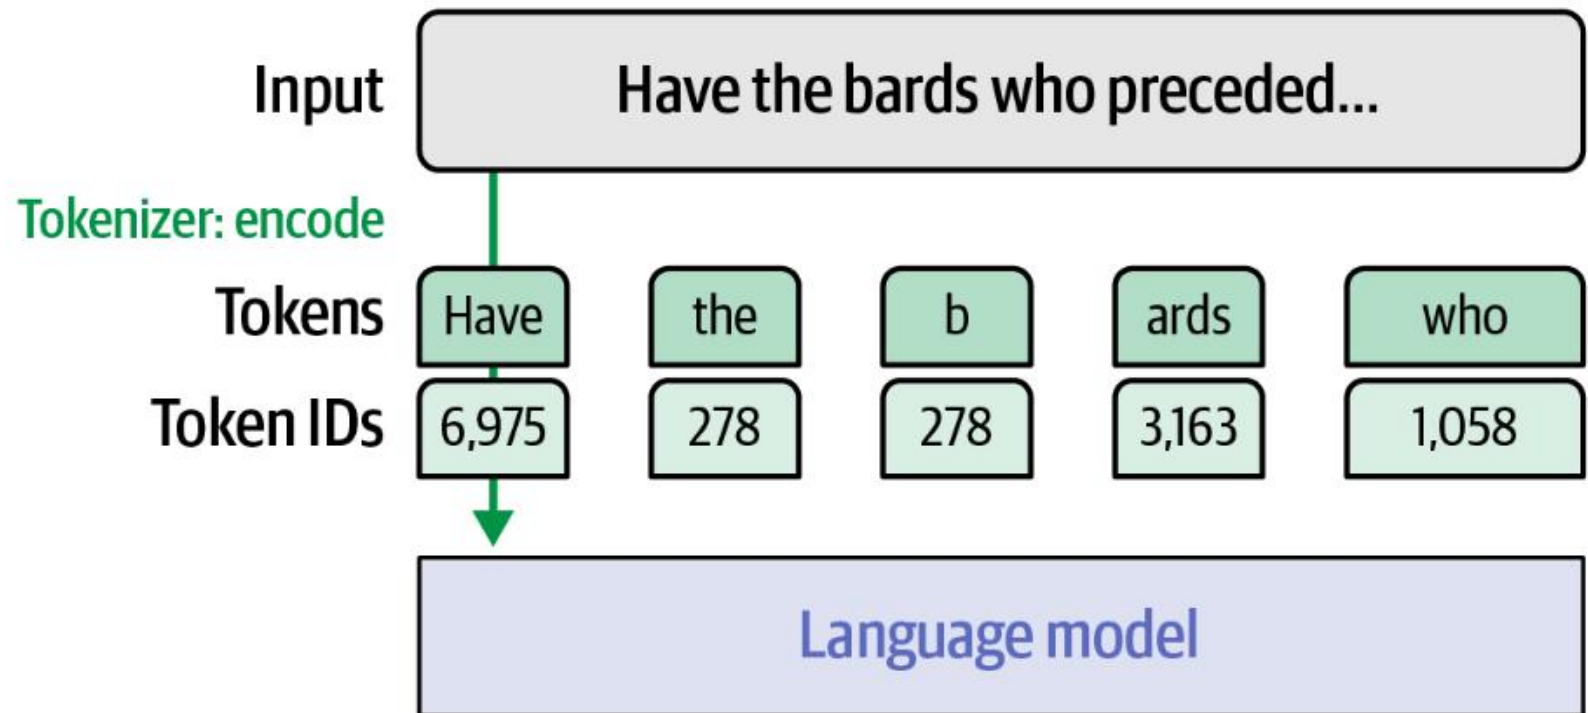 Input
Have the bards who preceded...
Tokenizer: encode
Tokens Have the b ards who
Token IDs 6,975 278 278 3,163 1,058
Language model